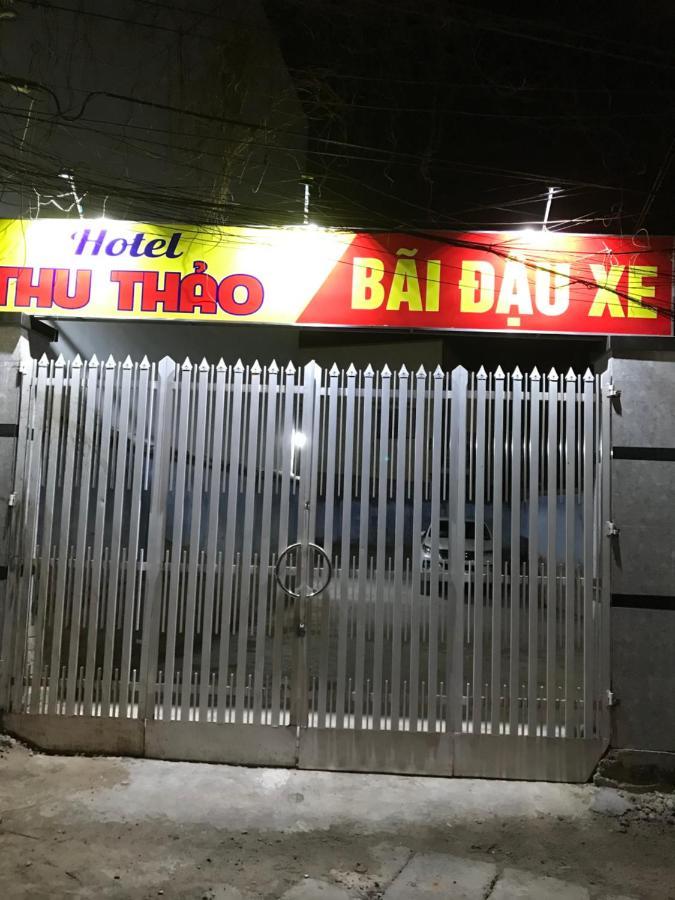 Hotel
THU THẢO
BÃI ĐẬU XE